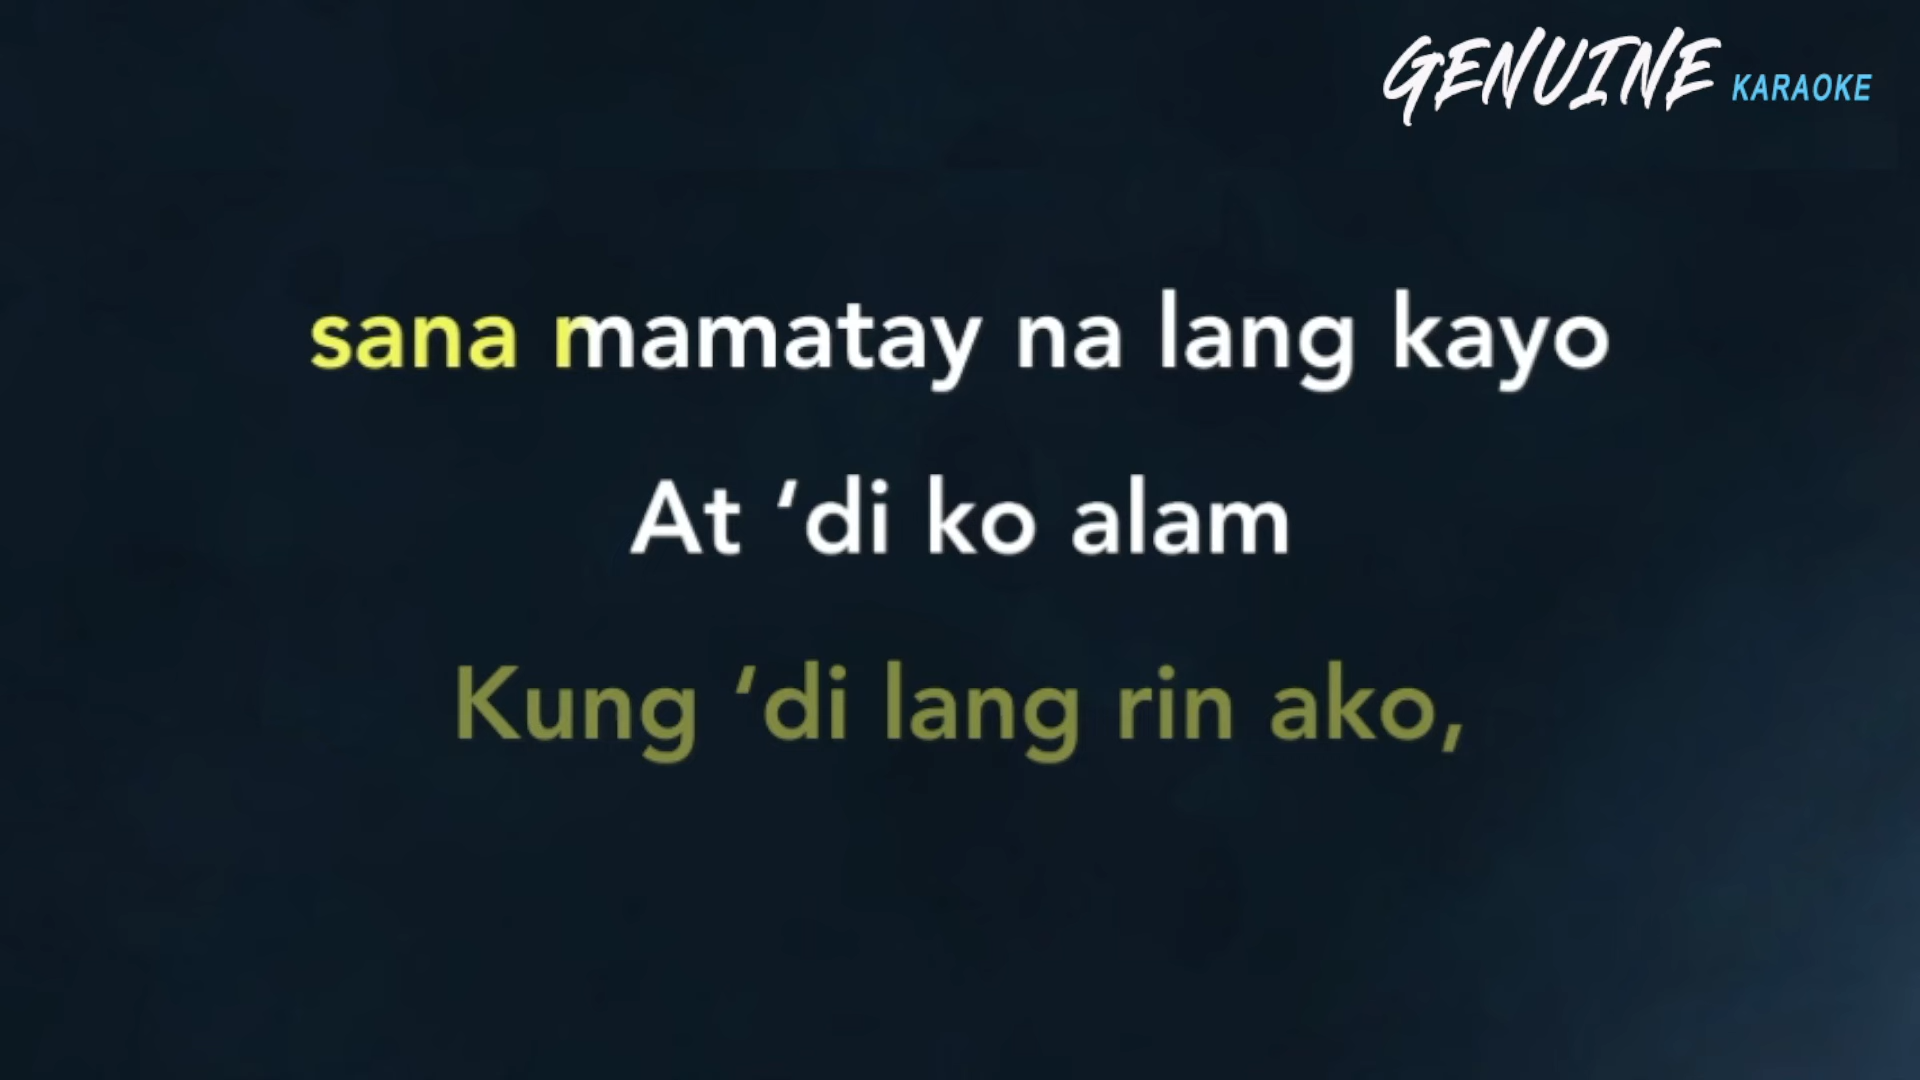 GENUINE KARAOKE
sana mamatay na lang kayo
At ‘di ko alam
Kung ‘di lang rin ako,